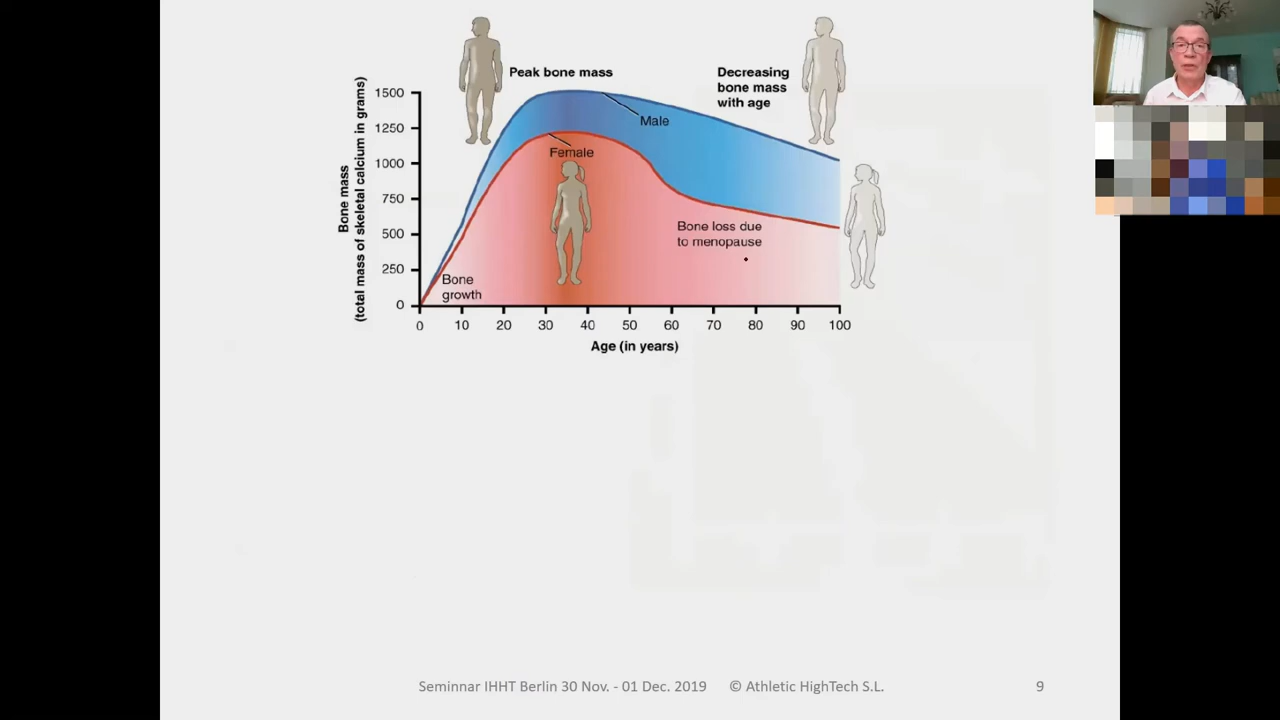 Peak bone mass
Decreasing
bone mass
with age
Male
Female
Bone loss due
to menopause
Bone
growth
Bone mass
(total mass of skeletal calcium in grams)
1500
1250
1000
750
500
250
0
0 10 20 30 40 50 60 70 80 90 100
Age (in years)
Seminnar IHHT Berlin 30 Nov. - 01 Dec. 2019 © Athletic HighTech S.L. 9